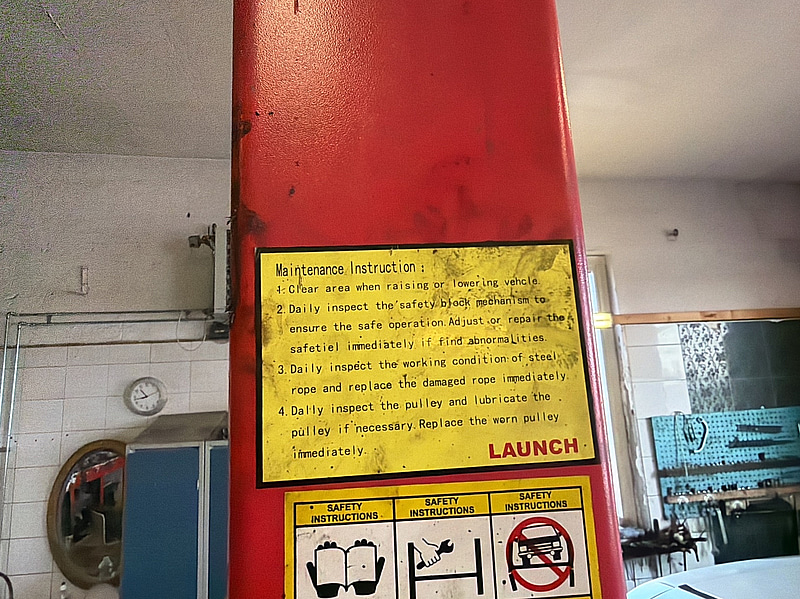 Maintenance Instruction :
1. Clear area when raising or lowering vehcle.
2. Daily inspect the safety block mechanism to
ensure the safe operation. Adjust or repair the
safetiel immediately if find abnormalities.
3. Daily inspect the working condition of steel
rope and replace the damaged rope immediately.
4. Daily inspect the pulley and lubricate the
pulley if necessary. Replace the worn pulley
immediately.
LAUNCH
SAFETY INSTRUCTIONS
SAFETY INSTRUCTIONS
SAFETY INSTRUCTIONS